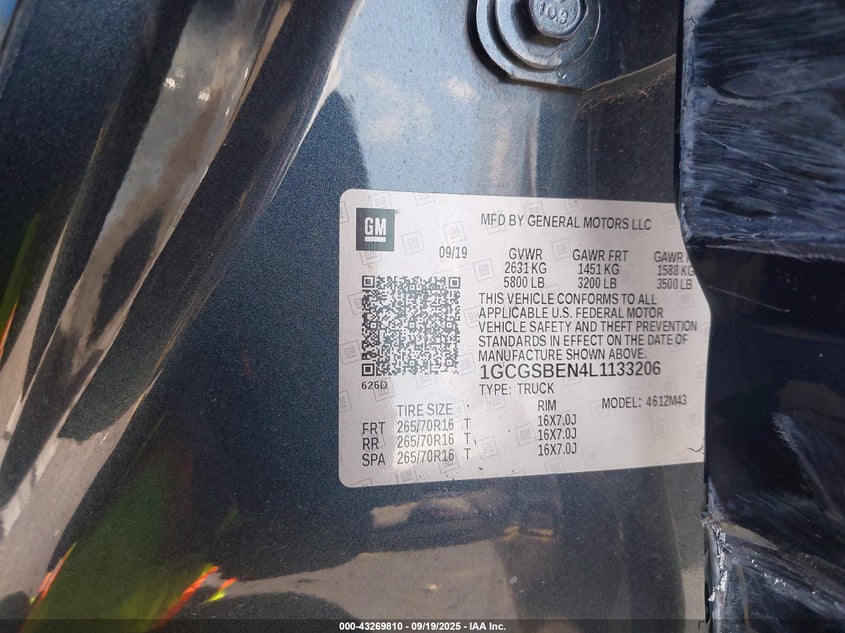 10.9
GM
MFD BY GENERAL MOTORS LLC
09/19 GVWR GAWR FRT GAWR
2631 KG 1451 KG 1588 KG
5800 LB 3200 LB 3500 LB
THIS VEHICLE CONFORMS TO ALL
APPLICABLE U.S. FEDERAL MOTOR
VEHICLE SAFETY AND THEFT PREVENTION
STANDARDS IN EFFECT ON THE DATE OF
MANUFACTURE SHOWN ABOVE.
626D
1GCGSBEN4L1133206
TYPE: TRUCK
MODEL: 4612M43
TIRE SIZE RIM
FRT 265/70R16 T 16X7.0J
RR 265/70R16 T 16X7.0J
SPA 265/70R16 T 16X7.0J
000-43269810 - 09/19/2025 - IAA Inc.